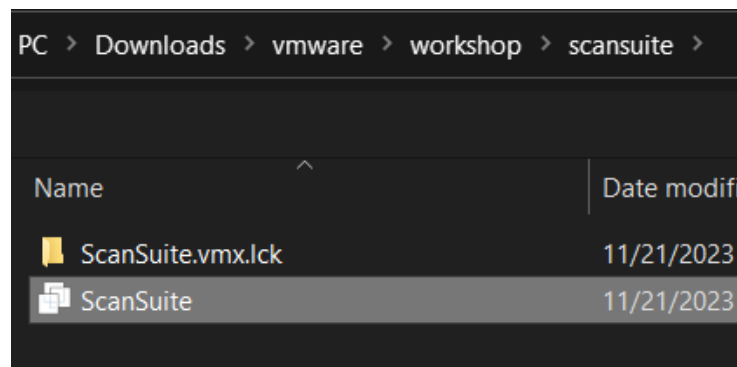 PC > Downloads > vmware > workshop > scansuite >
Name Date modifi
ScanSuite.vmx.lck 11/21/2023
ScanSuite 11/21/2023